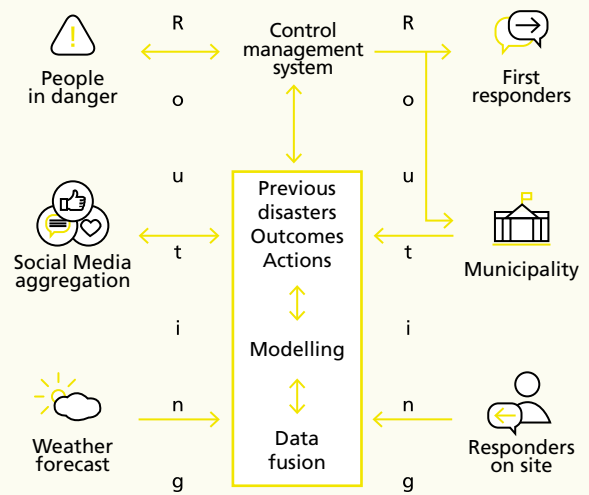 R
R
Control
management
system
People
in danger
First
responders
o
o
u
u
Previous
disasters
Outcomes
Actions
t
t
Social Media
aggregation
Municipality
i
i
Modelling
n
n
Data
fusion
Weather
forecast
Responders
on site
g
g